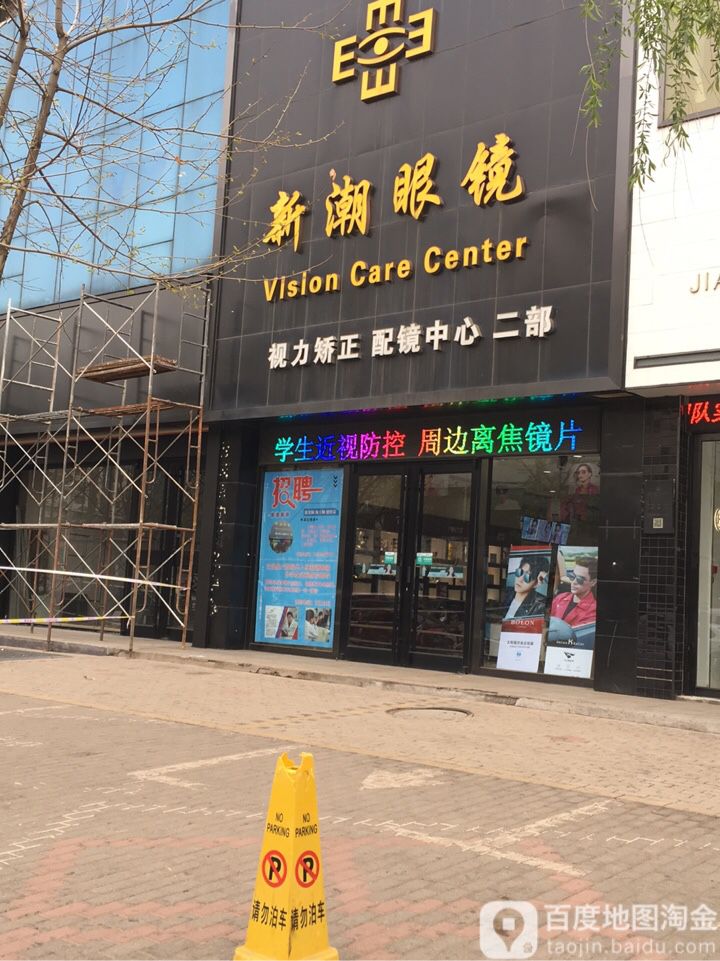 E
E E
E
新潮眼镜
Vision Care Center
视力矫正 配镜中心 二部
JIA
学生近视防控 周边离焦镜片
招聘
BOLON
NO PARKING
NO PARKING
请勿泊车
请勿泊车
百度地图淘金
taojin.baidu.com